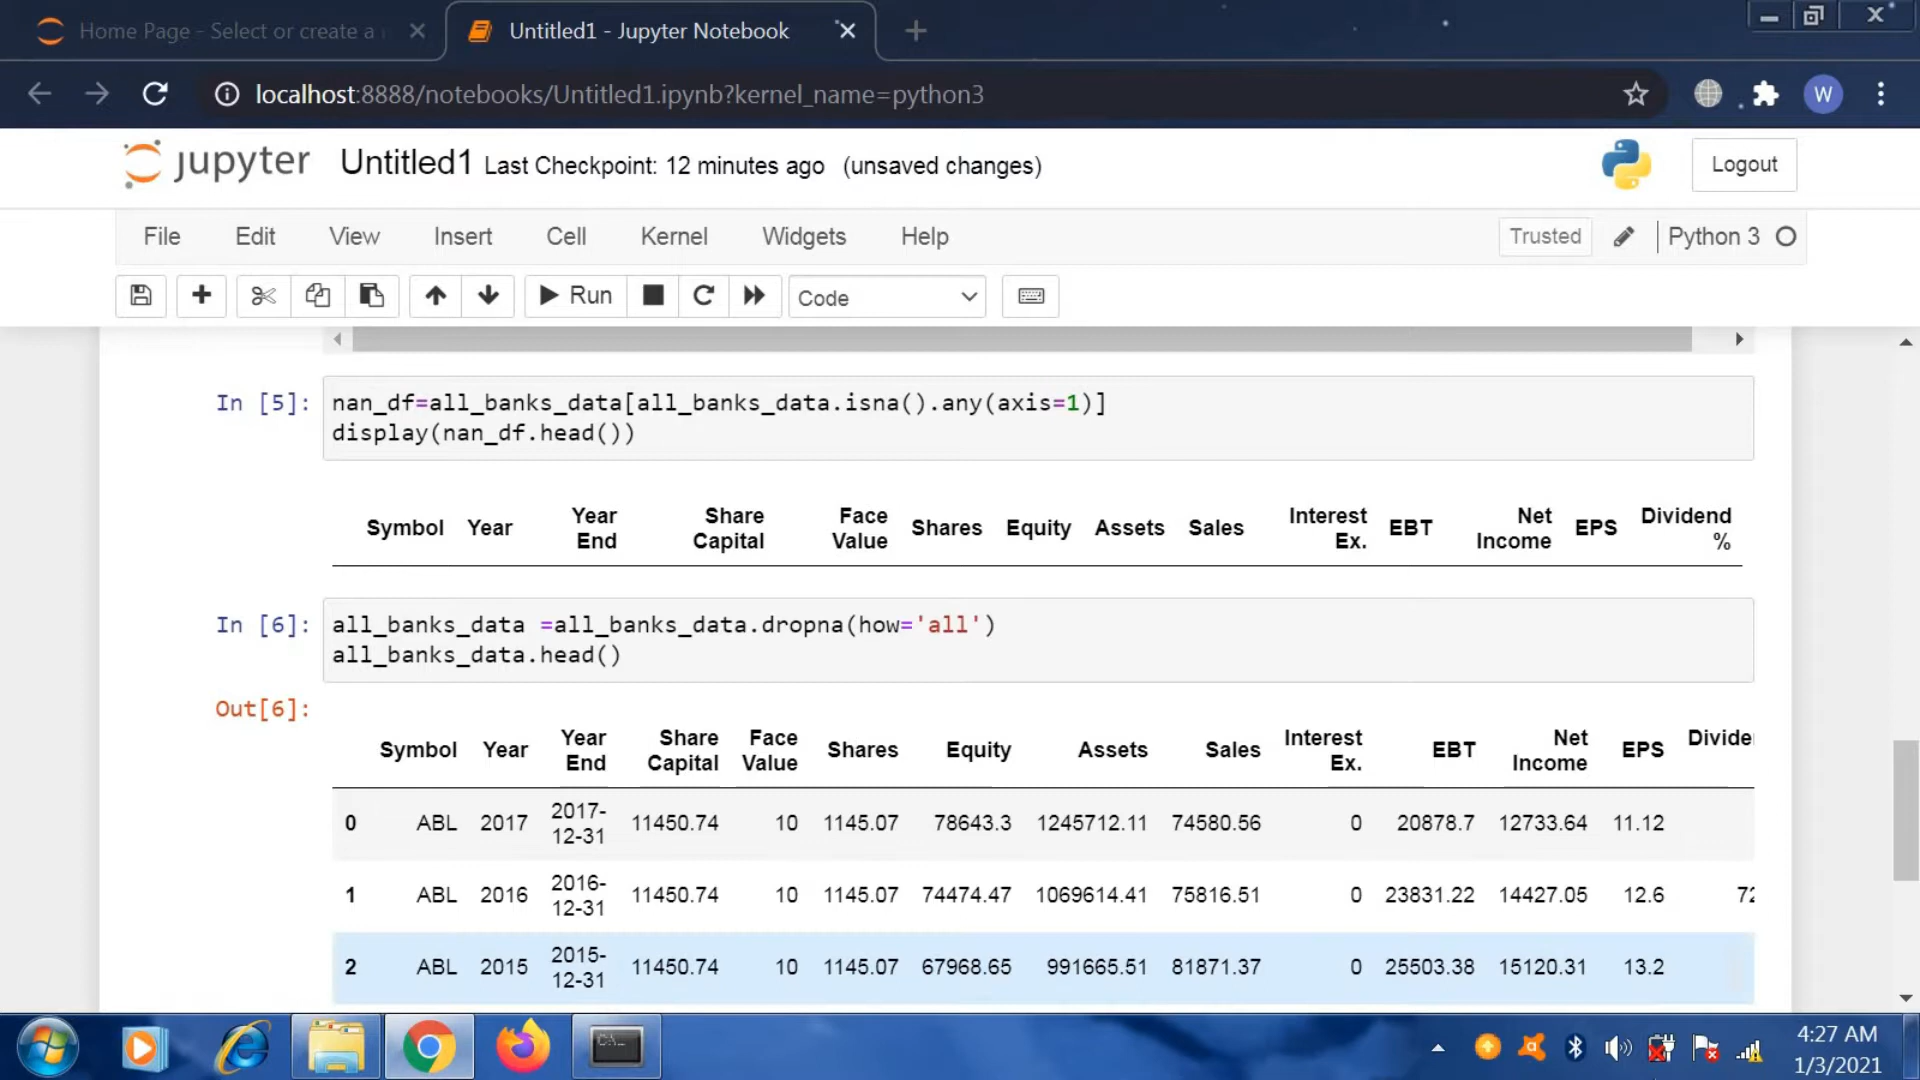 Home Page - Select or create a
Untitled1 - Jupyter Notebook
localhost:8888/notebooks/Untitled1.ipynb?kernel_name=python3
W
jupyter Untitled1 Last Checkpoint: 12 minutes ago (unsaved changes)
Logout
File Edit View Insert Cell Kernel Widgets Help
Trusted
Python 3
Run
Code
In [5]: nan_df=all_banks_data[all_banks_data.isna().any(axis=1)]
display(nan_df.head())
Symbol Year Year End Share Capital Face Value Shares Equity Assets Sales Interest Ex. EBT Net Income EPS Dividend %
In [6]: all_banks_data =all_banks_data.dropna(how='all')
all_banks_data.head()
Out[6]:
Symbol Year Year End Share Capital Face Value Shares Equity Assets Sales Interest Ex. EBT Net Income EPS
0 ABL 2017 2017-12-31 11450.74 10 1145.07 78643.3 1245712.11 74580.56 0 20878.7 12733.64 11.12
1 ABL 2016 2016-12-31 11450.74 10 1145.07 74474.47 1069614.41 75816.51 0 23831.22 14427.05 12.6
2 ABL 2015 2015-12-31 11450.74 10 1145.07 67968.65 991665.51 81871.37 0 25503.38 15120.31 13.2
4:27 AM
1/3/2021